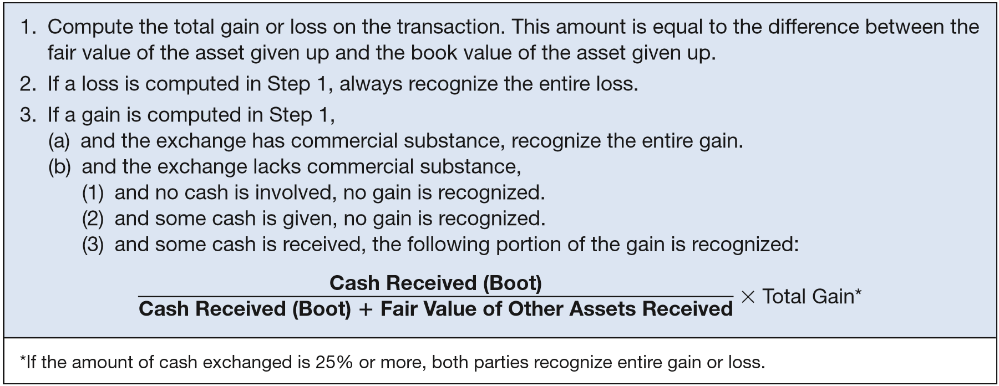 1. Compute the total gain or loss on the transaction. This amount is equal to the difference between the
fair value of the asset given up and the book value of the asset given up.
2. If a loss is computed in Step 1, always recognize the entire loss.
3. If a gain is computed in Step 1,
(a) and the exchange has commercial substance, recognize the entire gain.
(b) and the exchange lacks commercial substance,
(1) and no cash is involved, no gain is recognized.
(2) and some cash is given, no gain is recognized.
(3) and some cash is received, the following portion of the gain is recognized:
Cash Received (Boot)
Cash Received (Boot) + Fair Value of Other Assets Received × Total Gain*
*If the amount of cash exchanged is 25% or more, both parties recognize entire gain or loss.